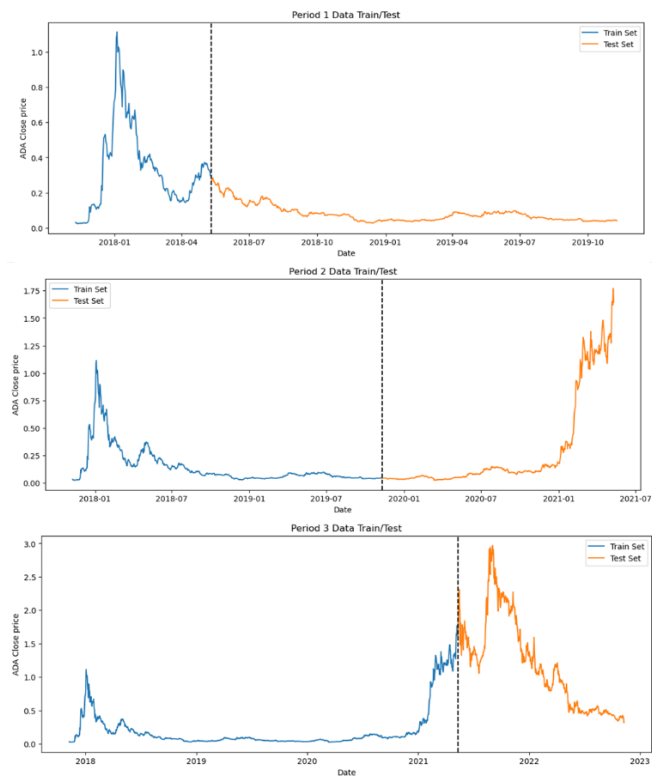 Period 1 Data Train/Test
Train Set
Test Set
1.0
0.8
0.6
0.4
0.2
0.0
ADA Close price
2018-01 2018-04 2018-07 2018-10 2019-01 2019-04 2019-07 2019-10
Date
Period 2 Data Train/Test
Train Set
Test Set
1.75
1.50
1.25
1.00
0.75
0.50
0.25
0.00
ADA Close price
2018-01 2018-07 2019-01 2019-07 2020-01 2020-07 2021-01 2021-07
Date
Period 3 Data Train/Test
Train Set
Test Set
3.0
2.5
2.0
1.5
1.0
0.5
0.0
ADA Close price
2018 2019 2020 2021 2022 2023
Date